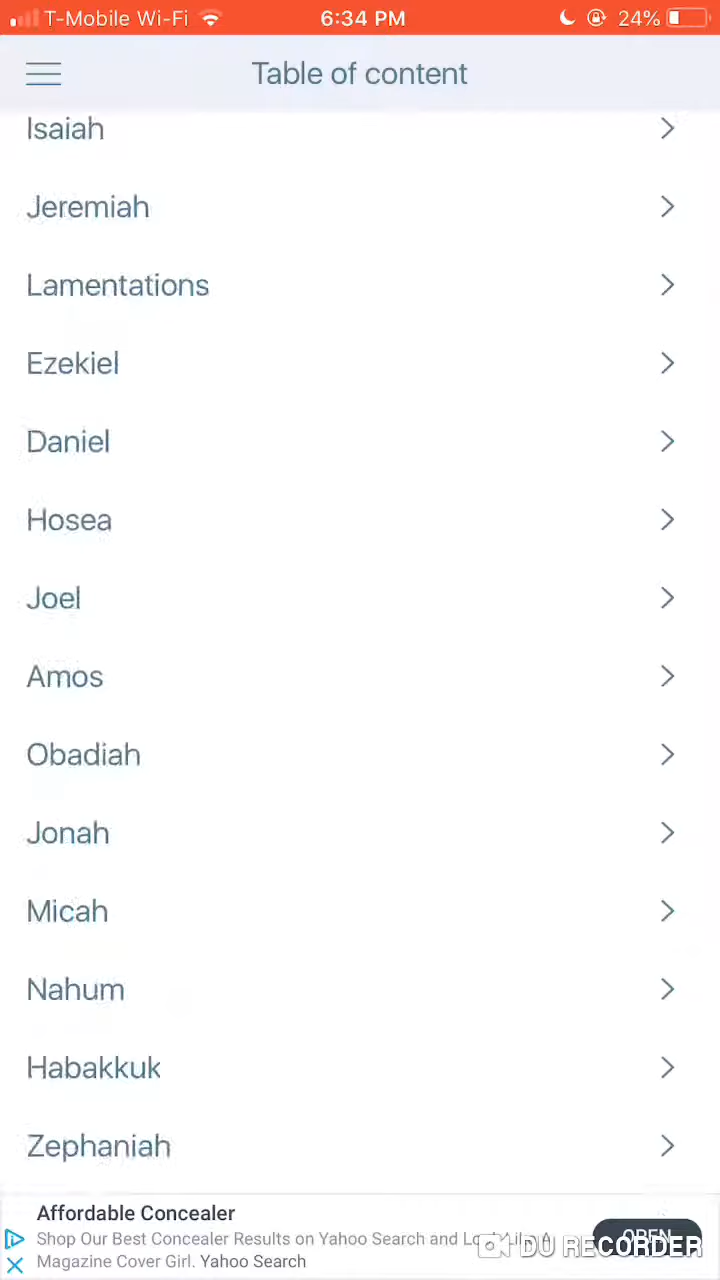 T-Mobile Wi-Fi 6:34 PM 24%
Table of content
Isaiah
Jeremiah
Lamentations
Ezekiel
Daniel
Hosea
Joel
Amos
Obadiah
Jonah
Micah
Nahum
Habakkuk
Zephaniah
Affordable Concealer
Shop Our Best Concealer Results on Yahoo Search and
Magazine Cover Girl. Yahoo Search
OPEN
DU RECORDER